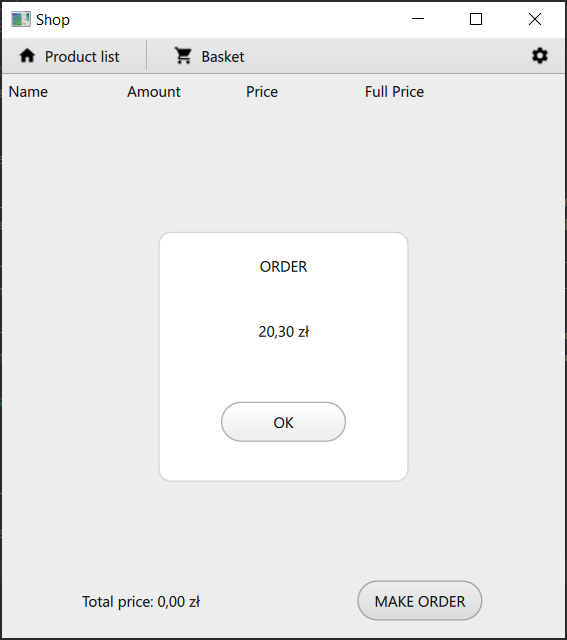 Shop
Product list Basket
Name Amount Price Full Price
ORDER
20,30 zł
OK
Total price: 0,00 zł MAKE ORDER